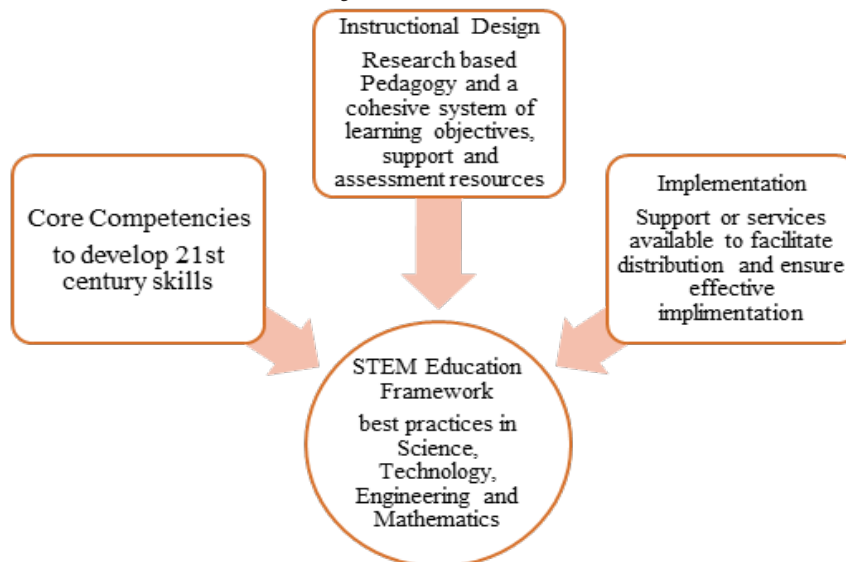 Instructional Design
Research based
Pedagogy and a
cohesive system of
learning objectives,
support and
assessment resources
Core Competencies
to develop 21st
century skills
Implementation
Support or services
available to facilitate
distribution and ensure
effective
implimentation
STEM Education
Framework
best practices in
Science,
Technology,
Engineering and
Mathematics